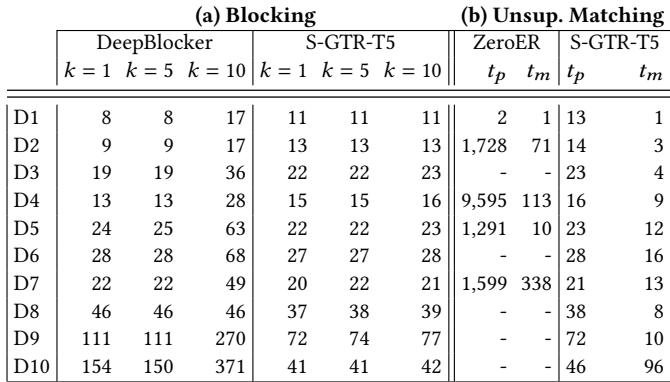 (a) Blocking (b) Unsup. Matching
DeepBlocker S-GTR-T5 ZeroER S-GTR-T5
k = 1 k = 5 k = 10 k = 1 k = 5 k = 10 t_p t_m t_p t_m
D1 8 8 17 11 11 11 2 1 13 1
D2 9 9 17 13 13 13 1,728 71 14 3
D3 19 19 36 22 22 23 - - 23 4
D4 13 13 28 15 15 16 9,595 113 16 9
D5 24 25 63 22 22 23 1,291 10 23 12
D6 28 28 68 27 27 28 - - 28 16
D7 22 22 49 20 22 21 1,599 338 21 13
D8 46 46 46 37 38 39 - - 38 8
D9 111 111 270 72 74 77 - - 72 10
D10 154 150 371 41 41 42 - - 46 96